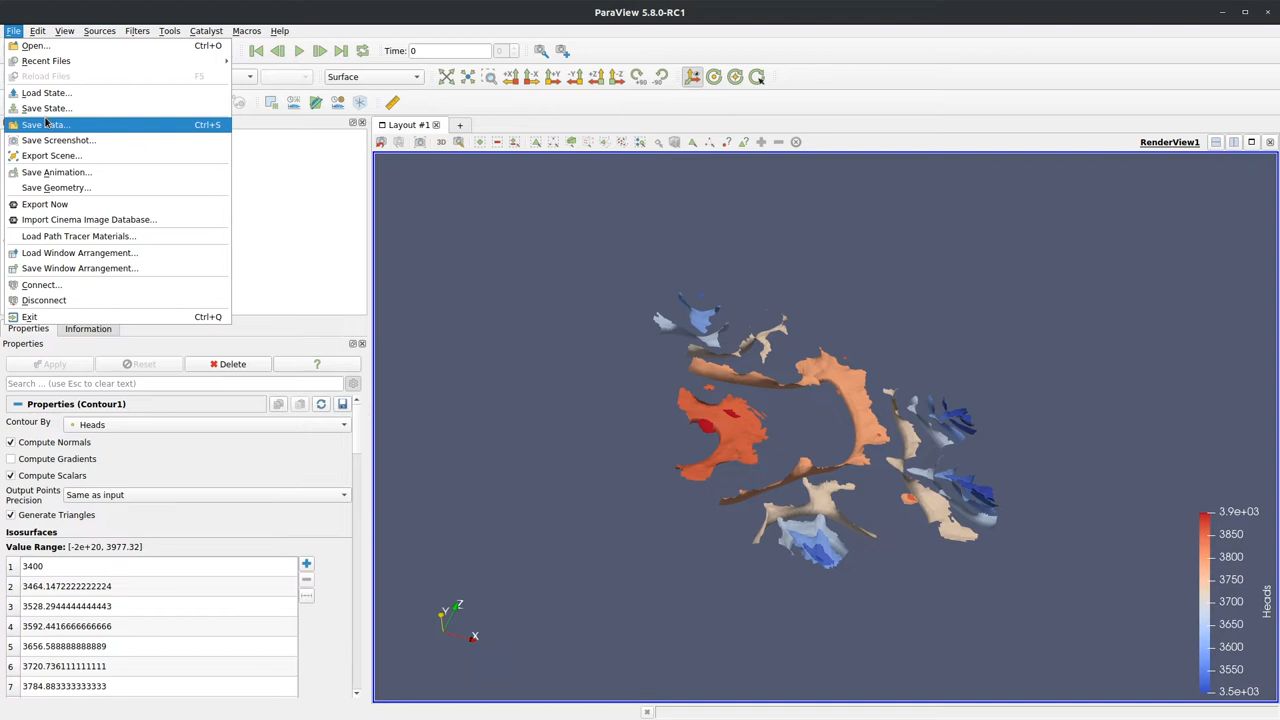 ParaView 5.8.0-RC1
File Edit View Sources Filters Tools Catalyst Macros Help
Open... Ctrl+O
Recent Files
Reload Files F5
Load State...
Save State...
Save Data... Ctrl+S
Save Screenshot...
Export Scene...
Save Animation...
Save Geometry...
Export Now
Import Cinema Image Database...
Load Path Tracer Materials...
Load Window Arrangement...
Save Window Arrangement...
Connect...
Disconnect
Exit Ctrl+Q
Time: 0 0
Surface
+X -X +Y -Y +Z -Z +90 -90
Layout #1
3D
RenderView1
Properties Information
Properties
Apply Reset Delete ?
Search ... (use Esc to clear text)
Properties (Contour1)
Contour By Heads
Compute Normals
Compute Gradients
Compute Scalars
Output Points
Precision Same as input
Generate Triangles
Isosurfaces
Value Range: [-2e+20, 3977.32]
1 3400
2 3464.1472222222224
3 3528.2944444444443
4 3592.4416666666666
5 3656.588888888889
6 3720.736111111111
7 3784.883333333333
Z
Y
X
3.9e+03
3850
3800
3750
3700
3650
3600
3550
3.5e+03
Heads